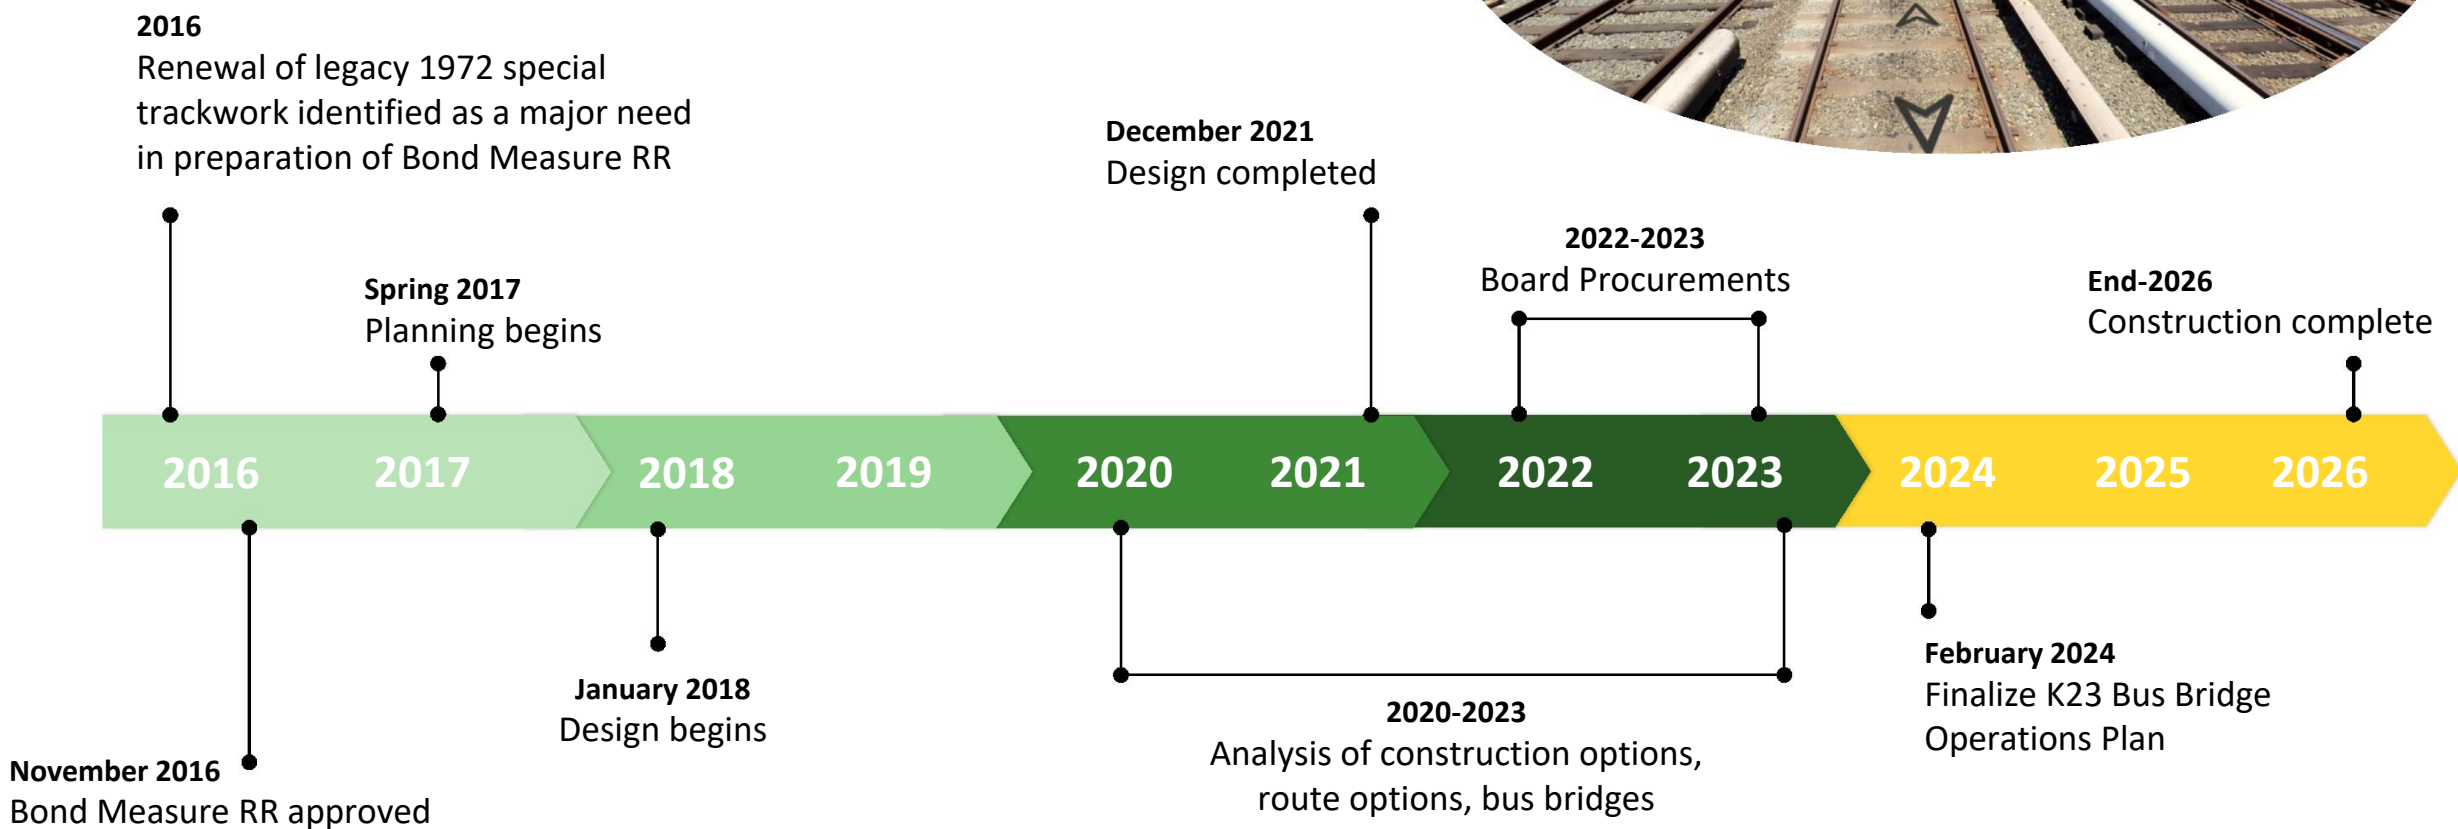 2016
Renewal of legacy 1972 special
trackwork identified as a major need
in preparation of Bond Measure RR
December 2021
Design completed
2022-2023
Board Procurements
Spring 2017
Planning begins
End-2026
Construction complete
2016
2017
2018
2019
2020
2021
2022
2023
2024
2025
2026
January 2018
Design begins
November 2016
Bond Measure RR approved
2020-2023
Analysis of construction options,
route options, bus bridges
February 2024
Finalize K23 Bus Bridge
Operations Plan